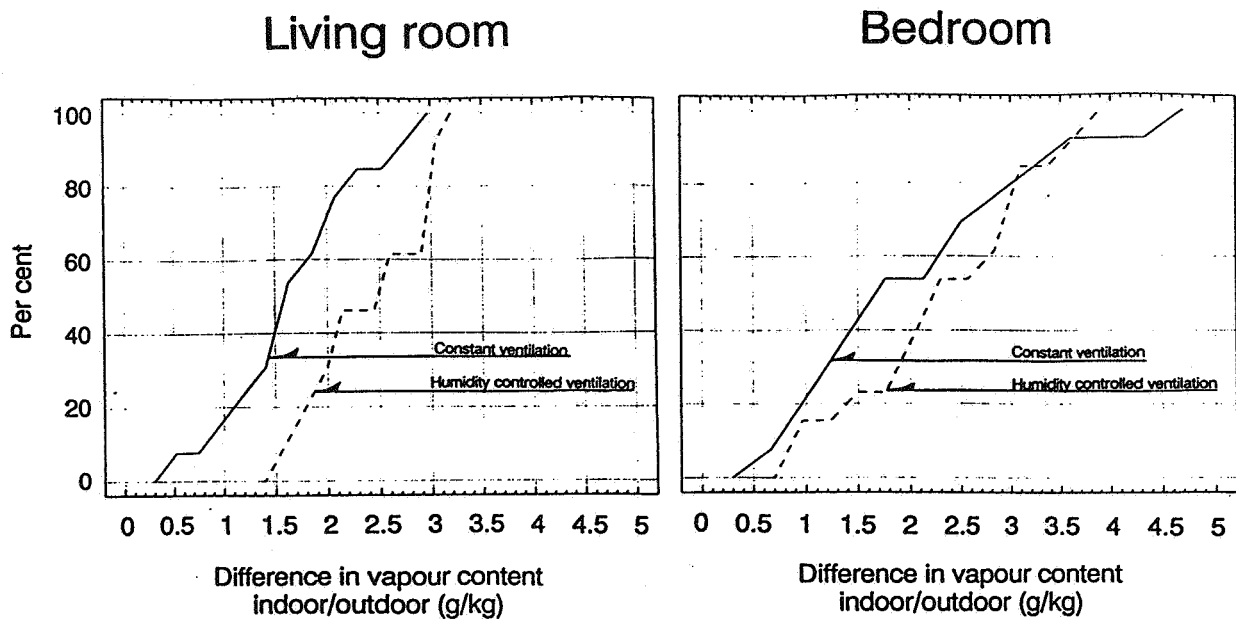 Living room
Bedroom
Per cent
100
80
60
40
20
0
Constant ventilation
Humidity controlled ventilation
0 0.5 1 1.5 2 2.5 3 3.5 4 4.5 5
Difference in vapour content
indoor/outdoor (g/kg)
Constant ventilation
Humidity controlled ventilation
0 0.5 1 1.5 2 2.5 3 3.5 4 4.5 5
Difference in vapour content
indoor/outdoor (g/kg)